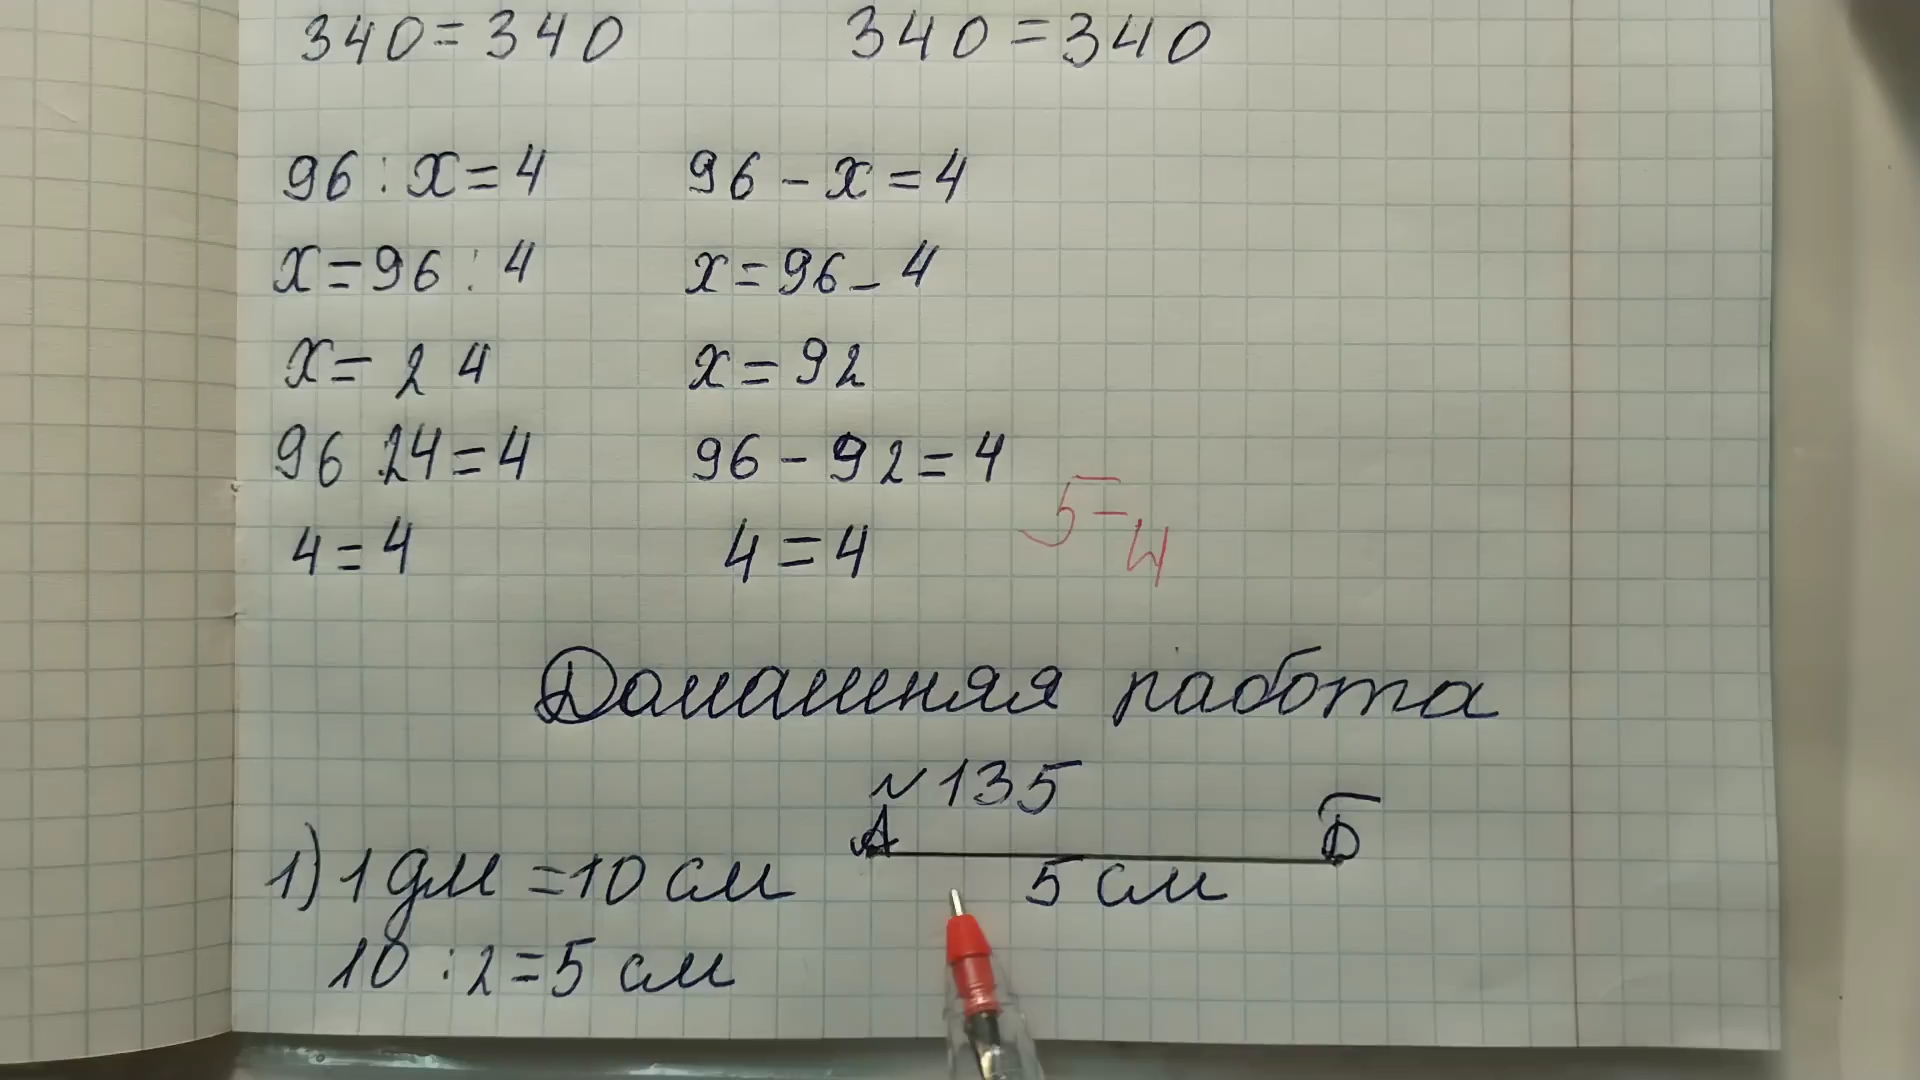 340=340 340=340
96:x=4 96-x=4
x=96:4 x=96-4
x=24 x=92
96 24=4 96-92=4
4=4 4=4
5-4
Домашняя работа
№135
А Б
1) 1 дм =10 см 5 см
10:2=5 см